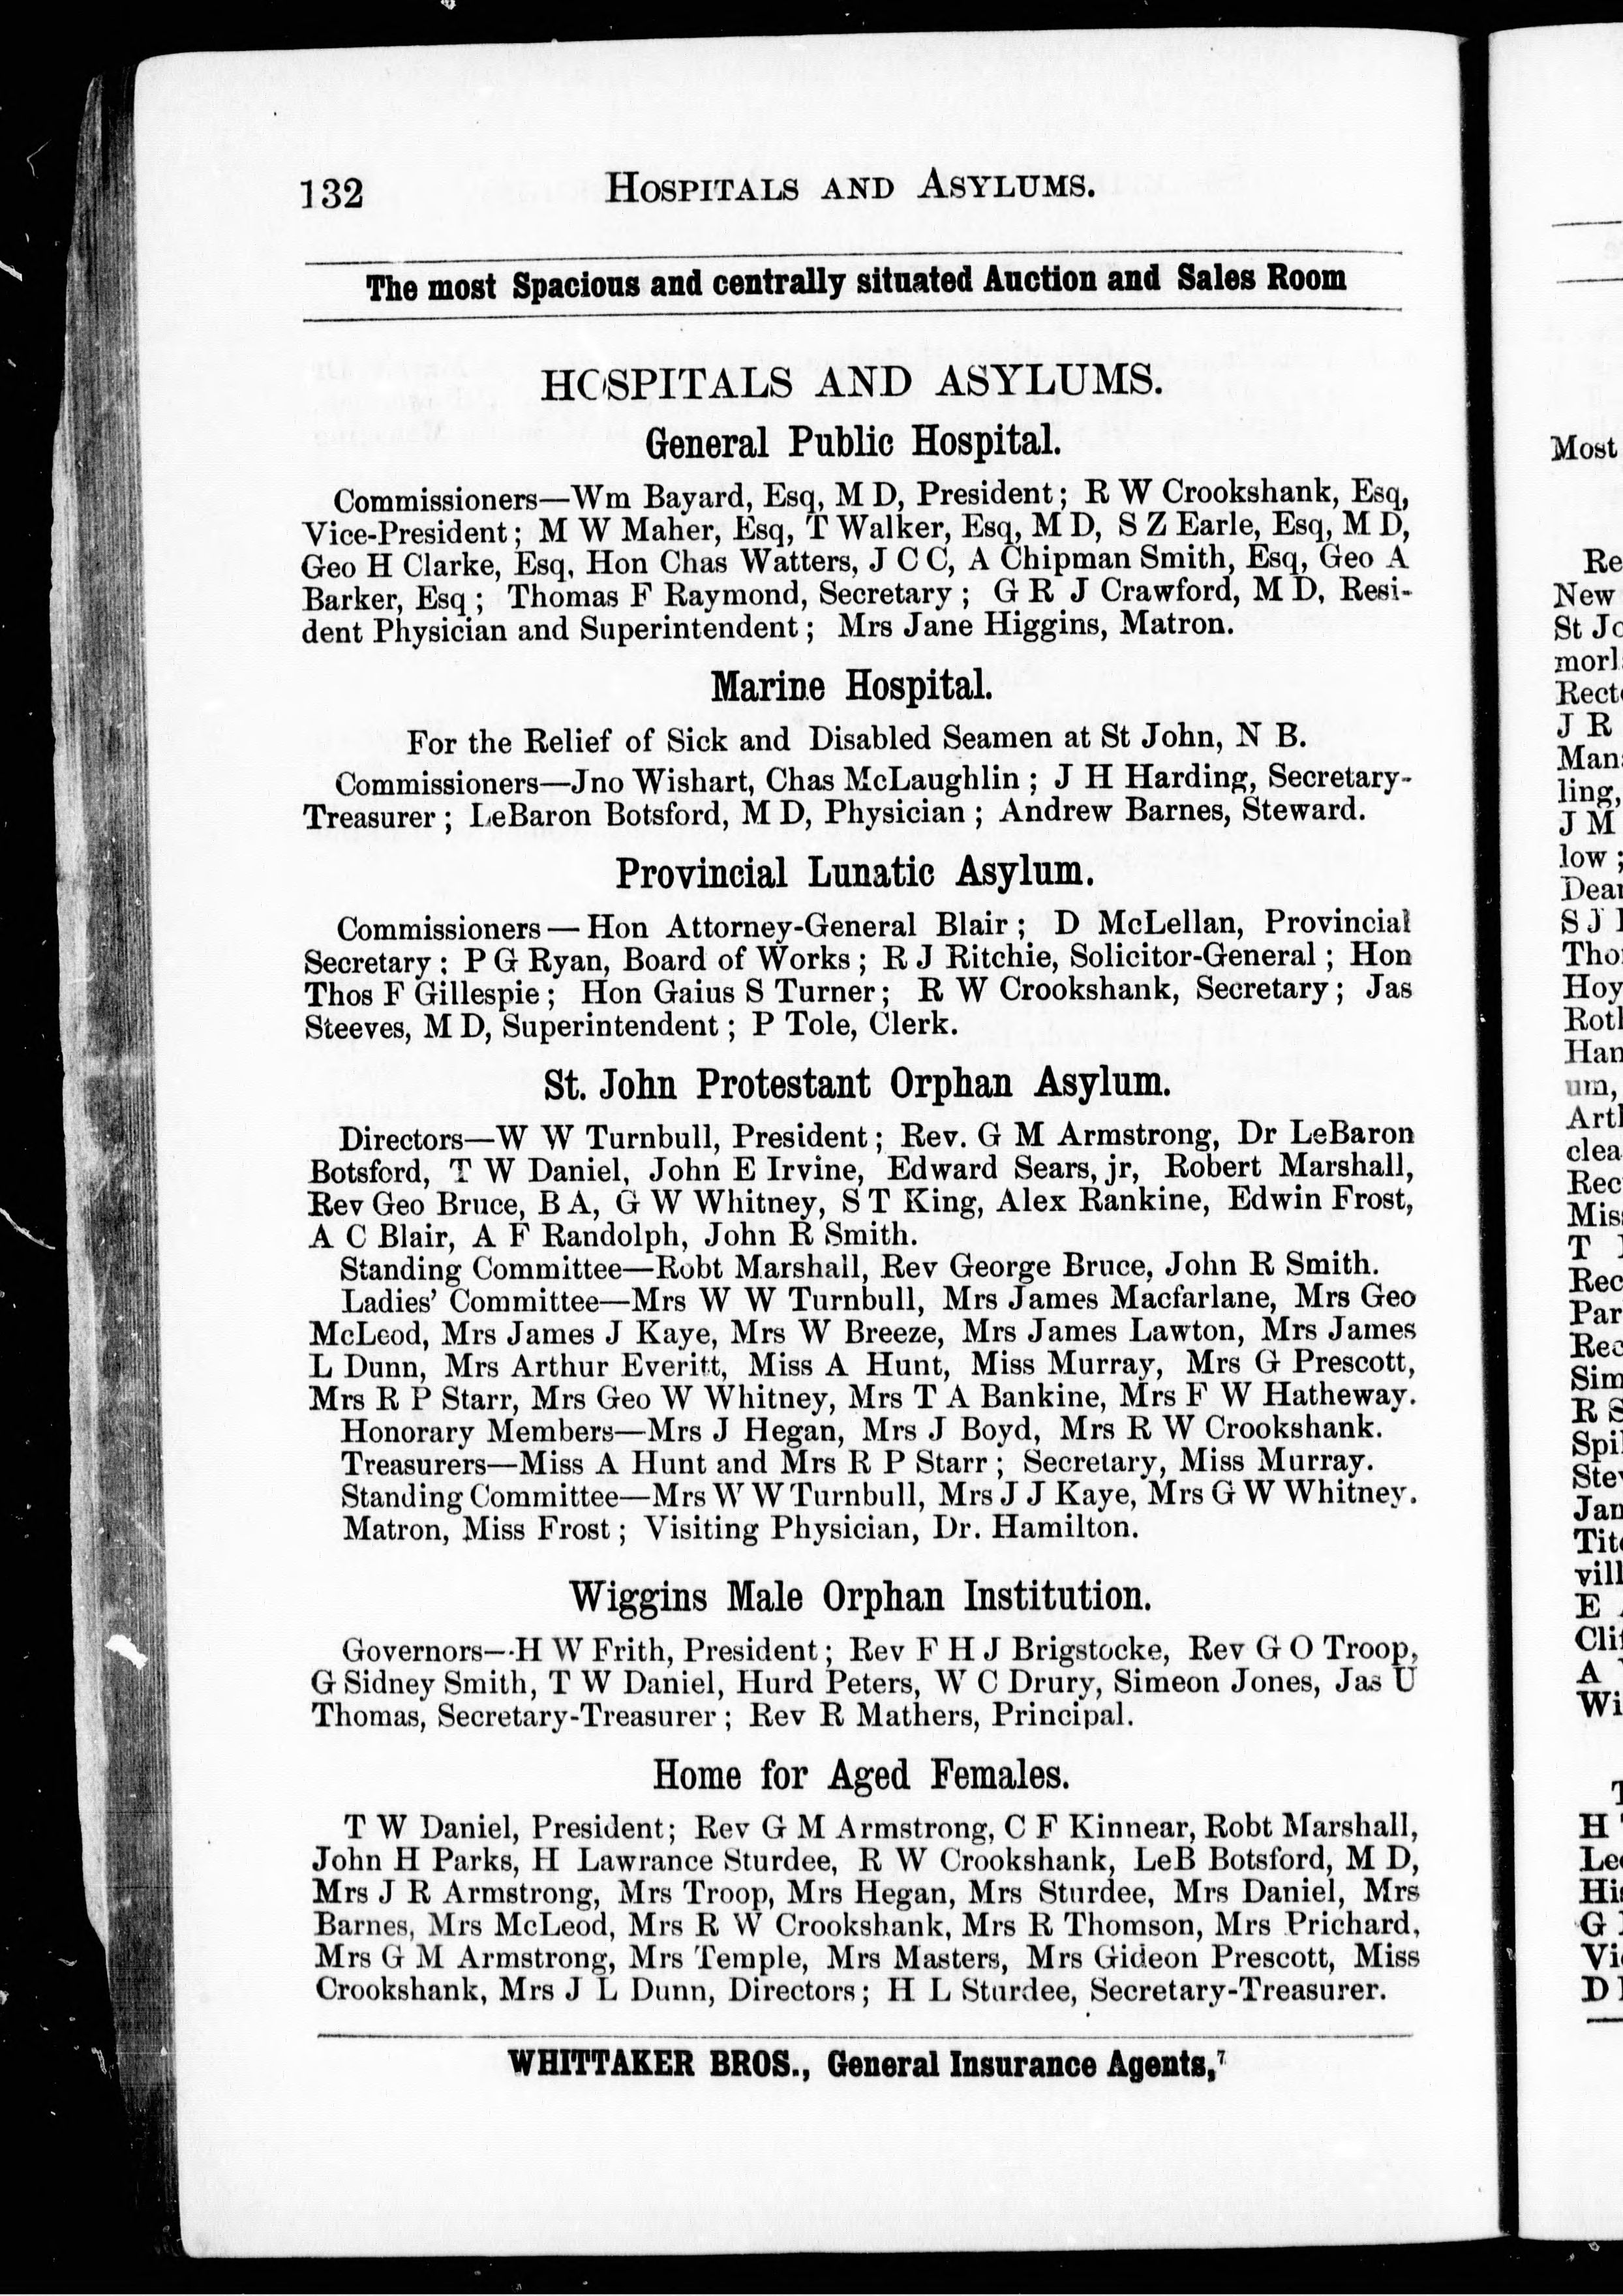 132 HOSPITALS AND ASYLUMS.
The most Spacious and centrally situated Auction and Sales Room
HOSPITALS AND ASYLUMS.
General Public Hospital.
Commissioners—Wm Bayard, Esq, M D, President; R W Crookshank, Esq,
Vice-President; M W Maher, Esq, T Walker, Esq, M D, S Z Earle, Esq, M D,
Geo H Clarke, Esq, Hon Chas Watters, J C C, A Chipman Smith, Esq, Geo A
Barker, Esq; Thomas F Raymond, Secretary; G R J Crawford, M D, Resi-
dent Physician and Superintendent; Mrs Jane Higgins, Matron.
Marine Hospital.
For the Relief of Sick and Disabled Seamen at St John, N B.
Commissioners—Jno Wishart, Chas McLaughlin; J H Harding, Secretary-
Treasurer; LeBaron Botsford, M D, Physician; Andrew Barnes, Steward.
Provincial Lunatic Asylum.
Commissioners—Hon Attorney-General Blair; D McLellan, Provincial
Secretary; P G Ryan, Board of Works; R J Ritchie, Solicitor-General; Hon
Thos F Gillespie; Hon Gaius S Turner; R W Crookshank, Secretary; Jas
Steeves, M D, Superintendent; P Tole, Clerk.
St. John Protestant Orphan Asylum.
Directors—W W Turnbull, President; Rev. G M Armstrong, Dr LeBaron
Botsford, T W Daniel, John E Irvine, Edward Sears, jr, Robert Marshall,
Rev Geo Bruce, B A, G W Whitney, S T King, Alex Rankine, Edwin Frost,
A C Blair, A F Randolph, John R Smith.
Standing Committee—Robt Marshall, Rev George Bruce, John R Smith.
Ladies' Committee—Mrs W W Turnbull, Mrs James Macfarlane, Mrs Geo
McLeod, Mrs James J Kaye, Mrs W Breeze, Mrs James Lawton, Mrs James
L Dunn, Mrs Arthur Everitt, Miss A Hunt, Miss Murray, Mrs G Prescott,
Mrs R P Starr, Mrs Geo W Whitney, Mrs T A Bankine, Mrs F W Hatheway.
Honorary Members—Mrs J Hegan, Mrs J Boyd, Mrs R W Crookshank.
Treasurers—Miss A Hunt and Mrs R P Starr; Secretary, Miss Murray.
Standing Committee—Mrs W W Turnbull, Mrs J J Kaye, Mrs G W Whitney.
Matron, Miss Frost; Visiting Physician, Dr. Hamilton.
Wiggins Male Orphan Institution.
Governors—H W Frith, President; Rev F H J Brigstocke, Rev G O Troop,
G Sidney Smith, T W Daniel, Hurd Peters, W C Drury, Simeon Jones, Jas U
Thomas, Secretary-Treasurer; Rev R Mathers, Principal.
Home for Aged Females.
T W Daniel, President; Rev G M Armstrong, C F Kinnear, Robt Marshall,
John H Parks, H Lawrance Sturdee, R W Crookshank, LeB Botsford, M D,
Mrs J R Armstrong, Mrs Troop, Mrs Hegan, Mrs Sturdee, Mrs Daniel, Mrs
Barnes, Mrs McLeod, Mrs R W Crookshank, Mrs R Thomson, Mrs Prichard,
Mrs G M Armstrong, Mrs Temple, Mrs Masters, Mrs Gideon Prescott, Miss
Crookshank, Mrs J L Dunn, Directors; H L Sturdee, Secretary-Treasurer.
WHITTAKER BROS., General Insurance Agents,7
Most
New
St
J R
ling,
J M
low;
um,